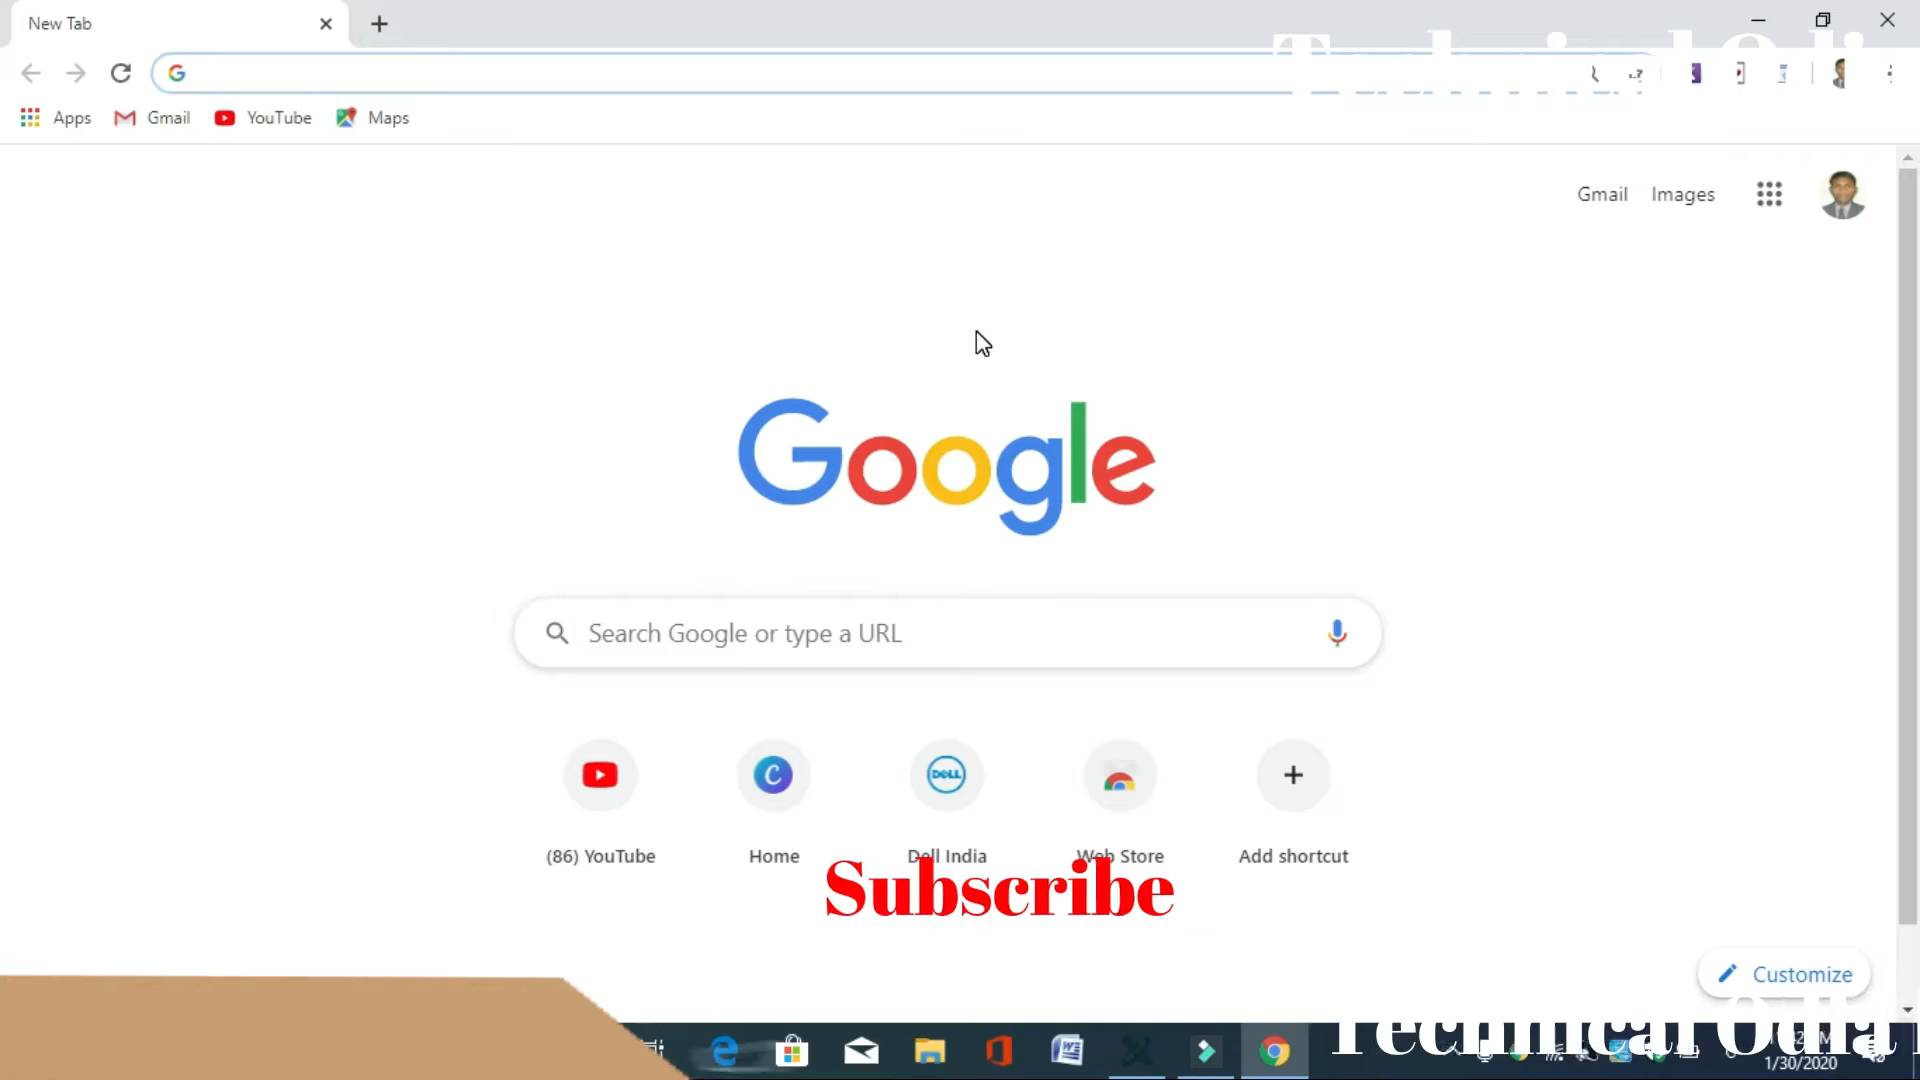 New Tab
Apps
Gmail
YouTube
Maps
Gmail
Images
Google
Search Google or type a URL
(86) YouTube
Home
DELL
Dell India
Web Store
Add shortcut
Subscribe
Customize
Technical Odia
1/30/2020